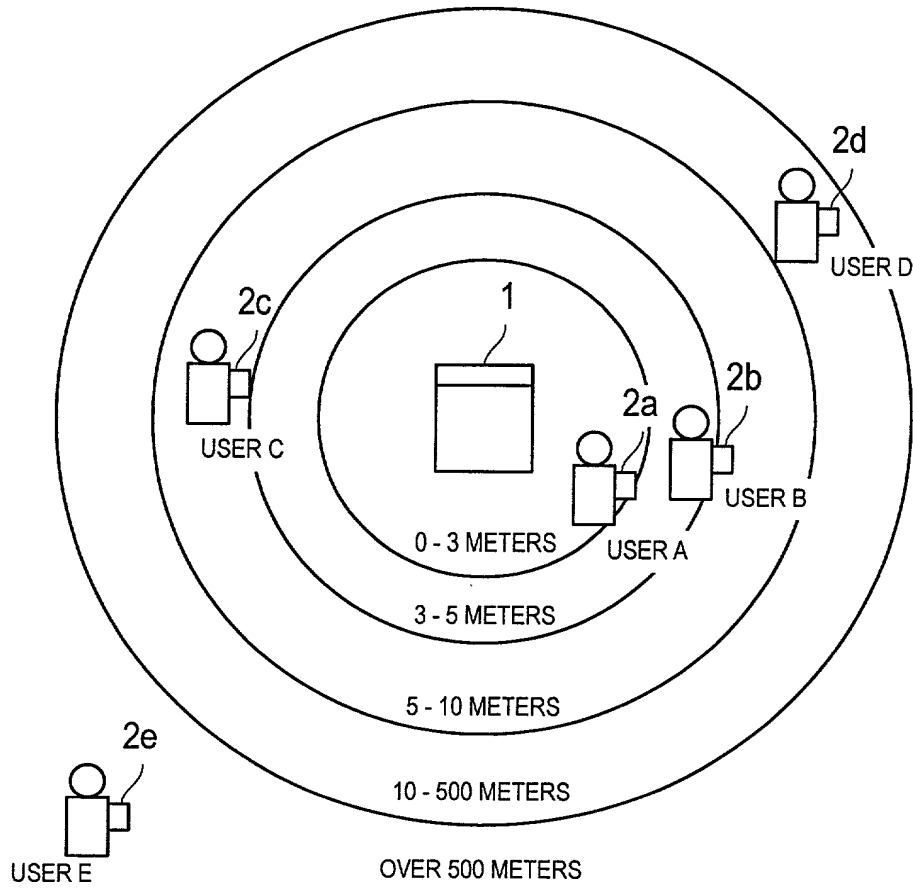 2d
USER D
1
2c
2a
2b
USER C
USER B
0 - 3 METERS
USER A
3 - 5 METERS
5 - 10 METERS
2e
10 - 500 METERS
USER E
OVER 500 METERS